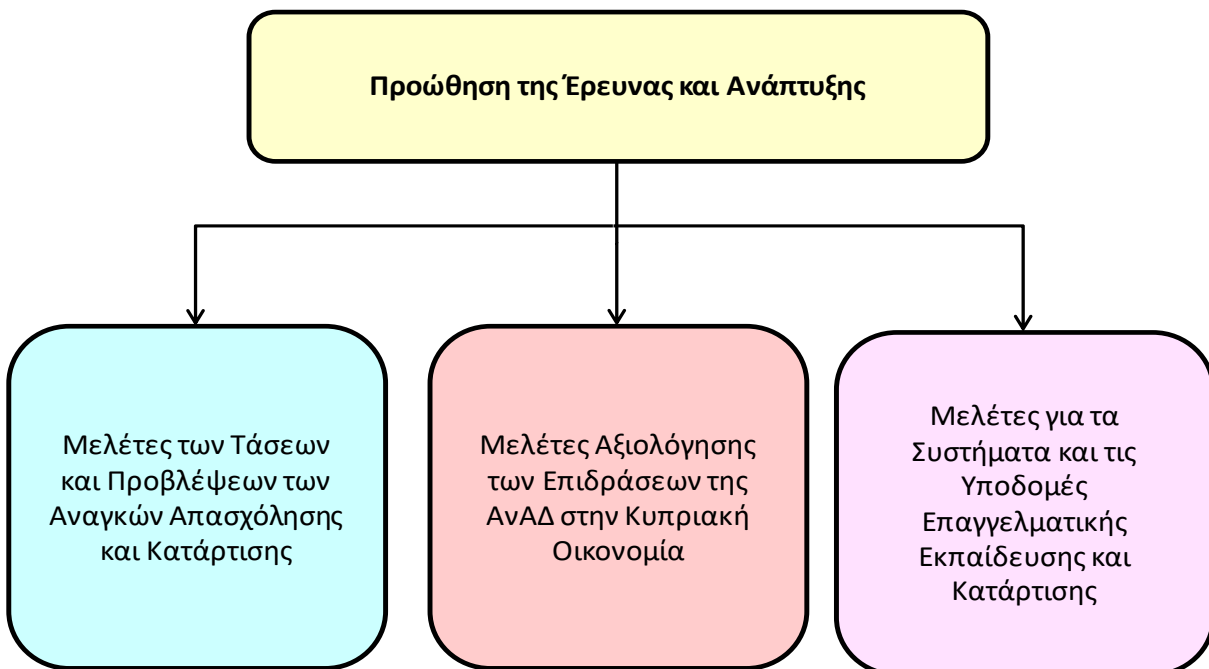 Προώθηση της Έρευνας και Ανάπτυξης
Μελέτες των Τάσεων
και Προβλέψεων των
Αναγκών Απασχόλησης
και Κατάρτισης
Μελέτες Αξιολόγησης
των Επιδράσεων της
ΑνΑΔ στην Κυπριακή
Οικονομία
Μελέτες για τα
Συστήματα και τις
Υποδομές
Επαγγελματικής
Εκπαίδευσης και
Κατάρτισης